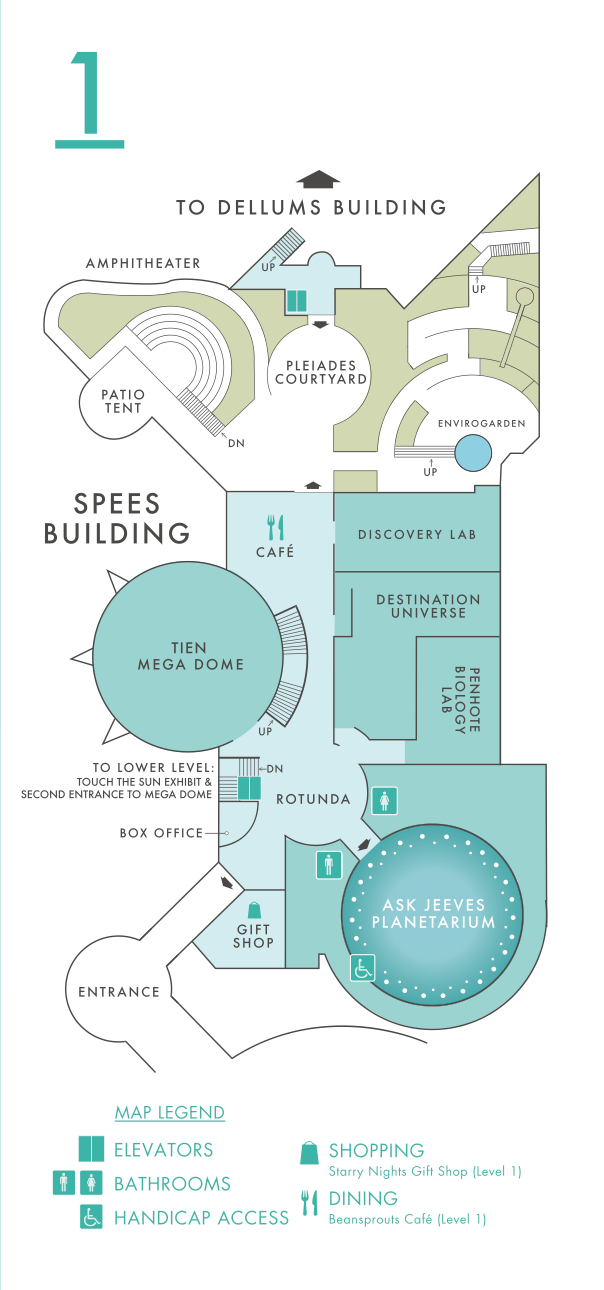 1
TO DELLUMS BUILDING
UP
AMPHITHEATER
UP
PLEIADES
COURTYARD
PATIO
TENT
ENVIROGARDEN
DN
UP
SPEES
BUILDING
CAFÉ
DISCOVERY LAB
DESTINATION
UNIVERSE
TIEN
MEGA DOME
PENHOTE
BIOLOGY
LAB
UP
TO LOWER LEVEL:
TOUCH THE SUN EXHIBIT &
SECOND ENTRANCE TO MEGA DOME
DN
ROTUNDA
BOX OFFICE
ASK JEEVES
PLANETARIUM
GIFT
SHOP
ENTRANCE
MAP LEGEND
ELEVATORS
BATHROOMS
HANDICAP ACCESS
SHOPPING
Starry Nights Gift Shop (Level 1)
DINING
Beansprouts Café (Level 1)